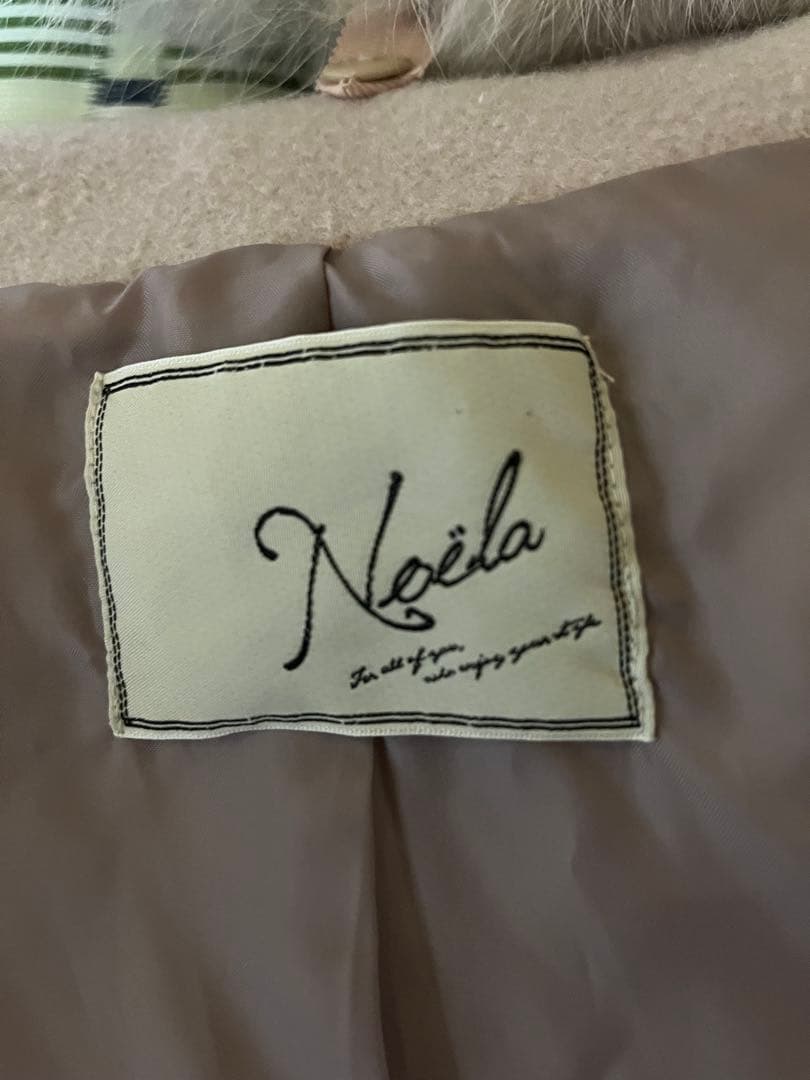 Noëla
For all of you,
who enjoy your style